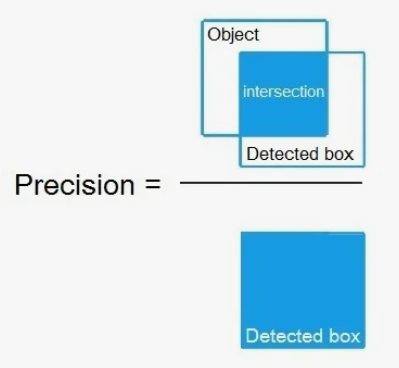 Object
intersection
Detected box
Precision =
Detected box